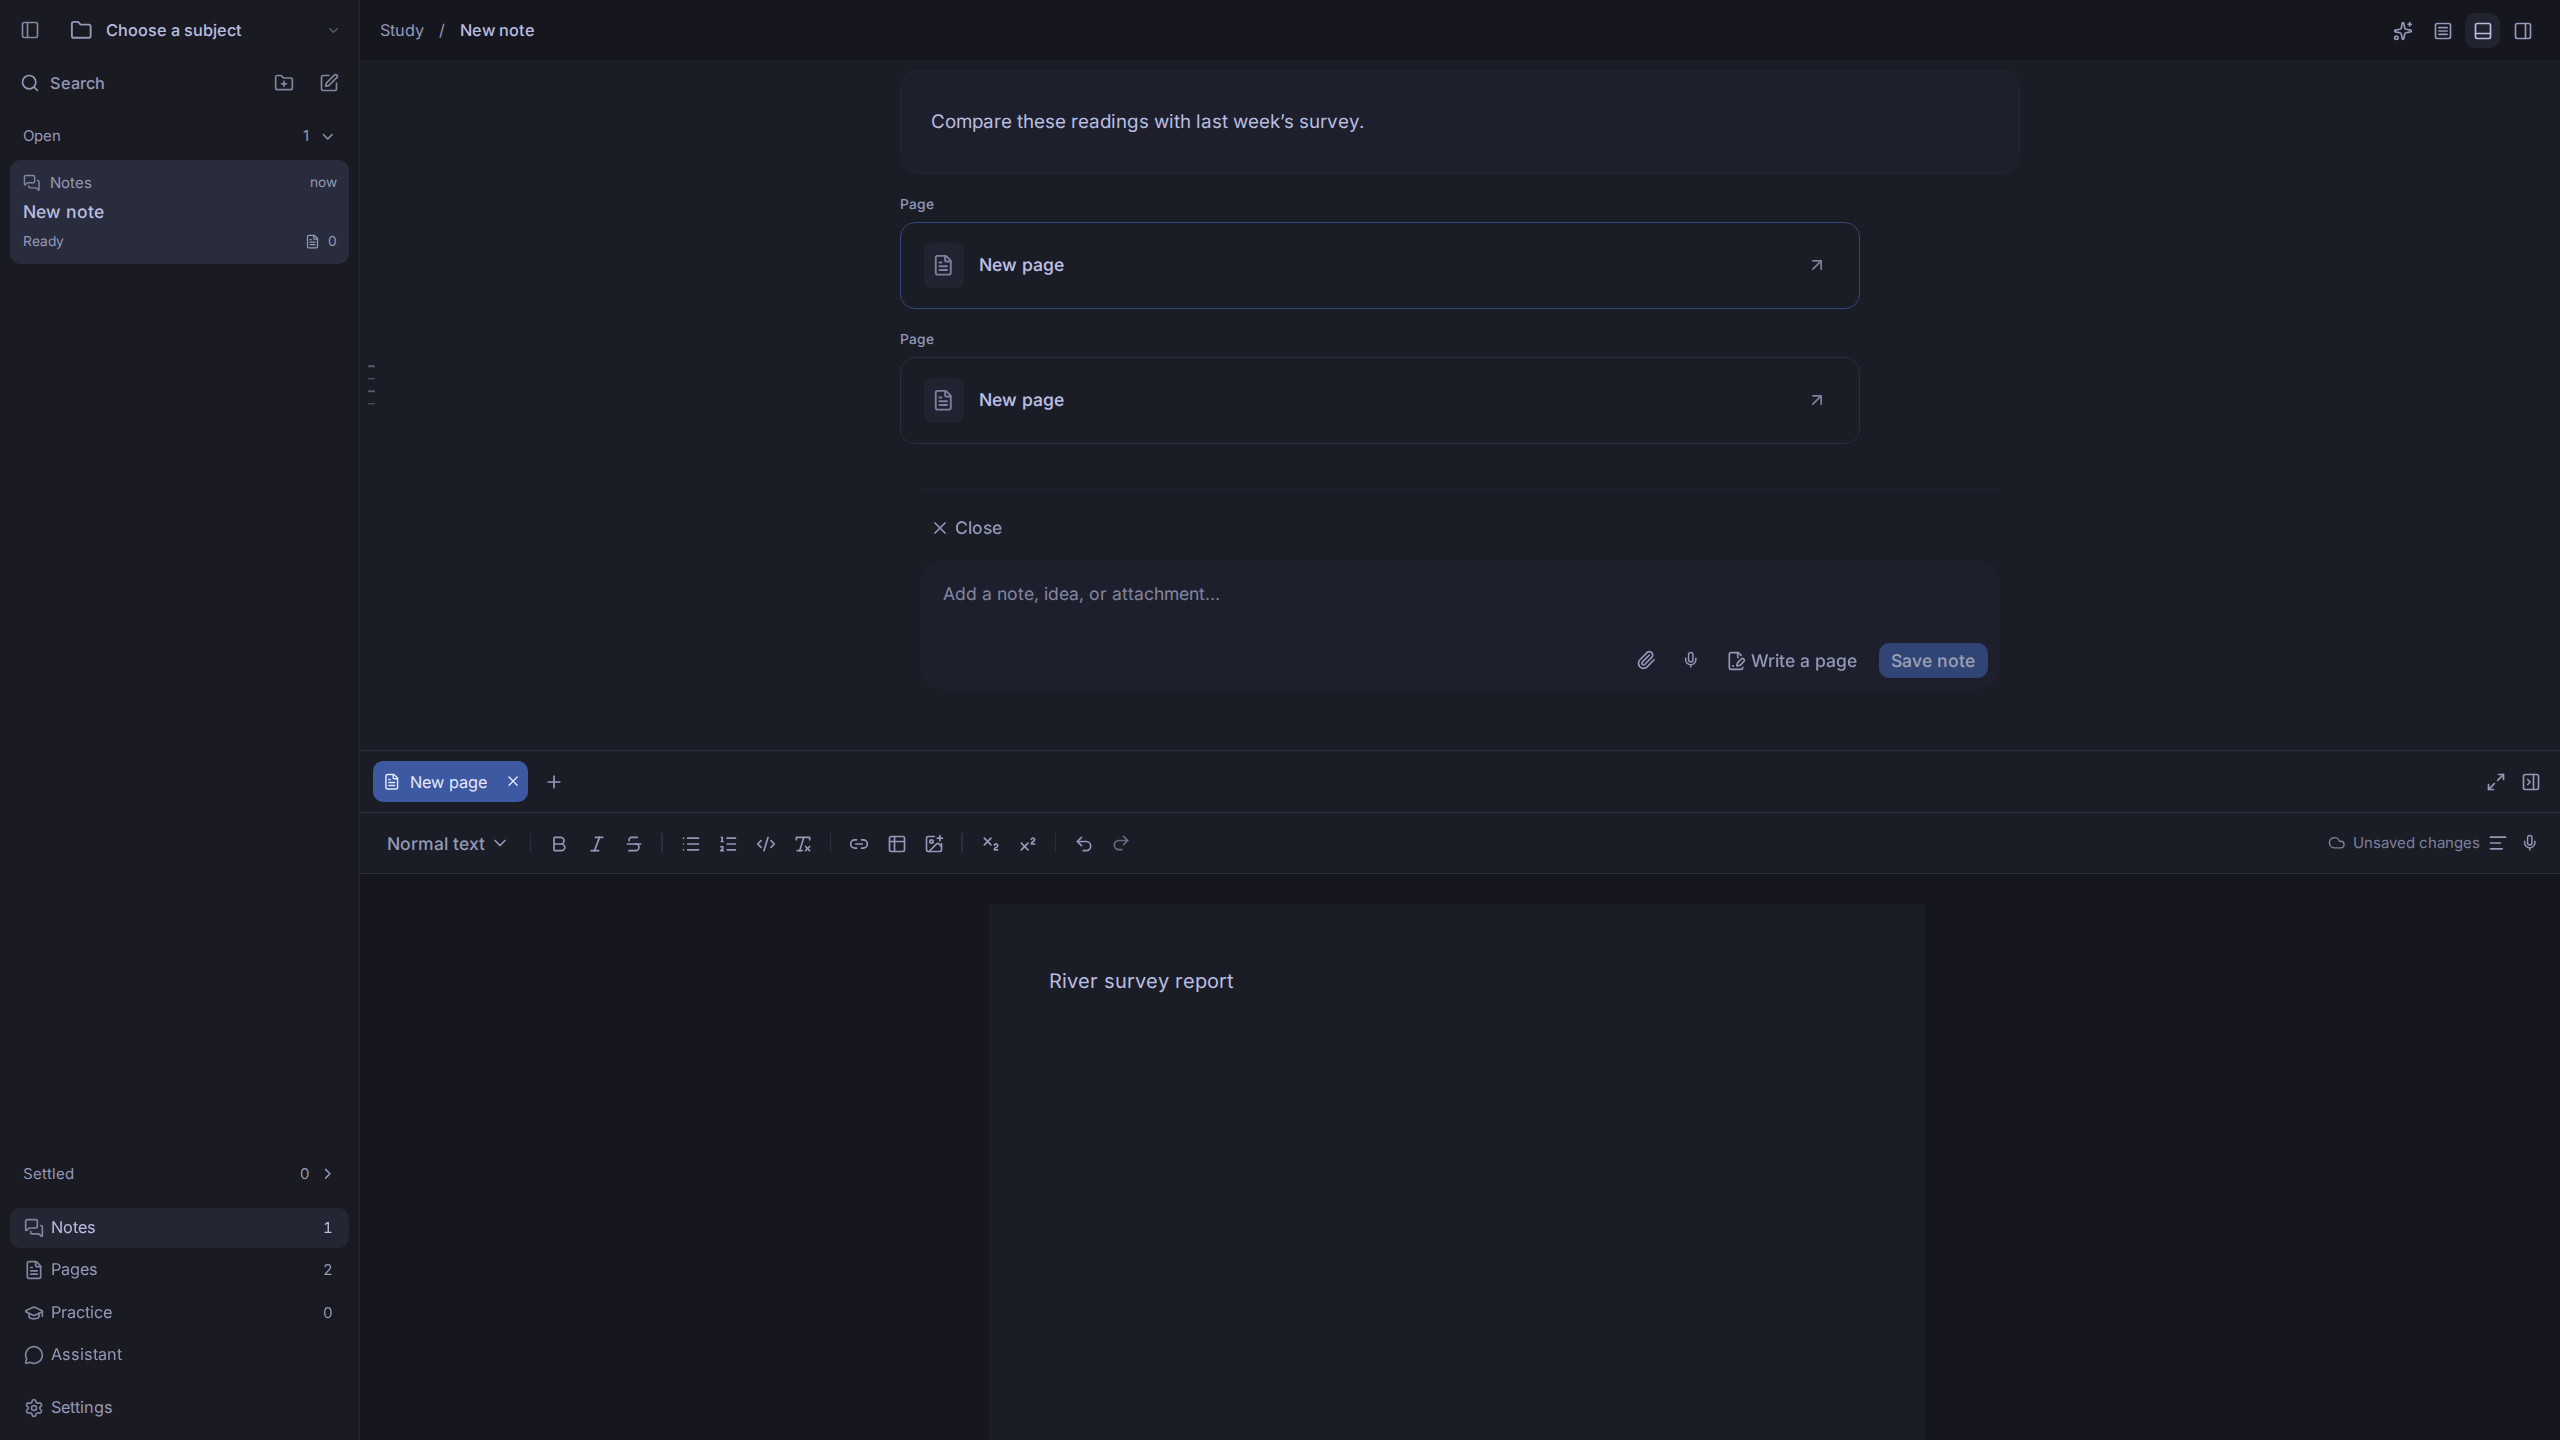 Choose a subject
Search
Open 1
Notes now
New note
Ready 0
Settled 0
Notes 1
Pages 2
Practice 0
Assistant
Settings
Study / New note
Compare these readings with last week’s survey.
Page
New page
Page
New page
Close
Add a note, idea, or attachment...
Write a page Save note
New page
Normal text Unsaved changes
River survey report